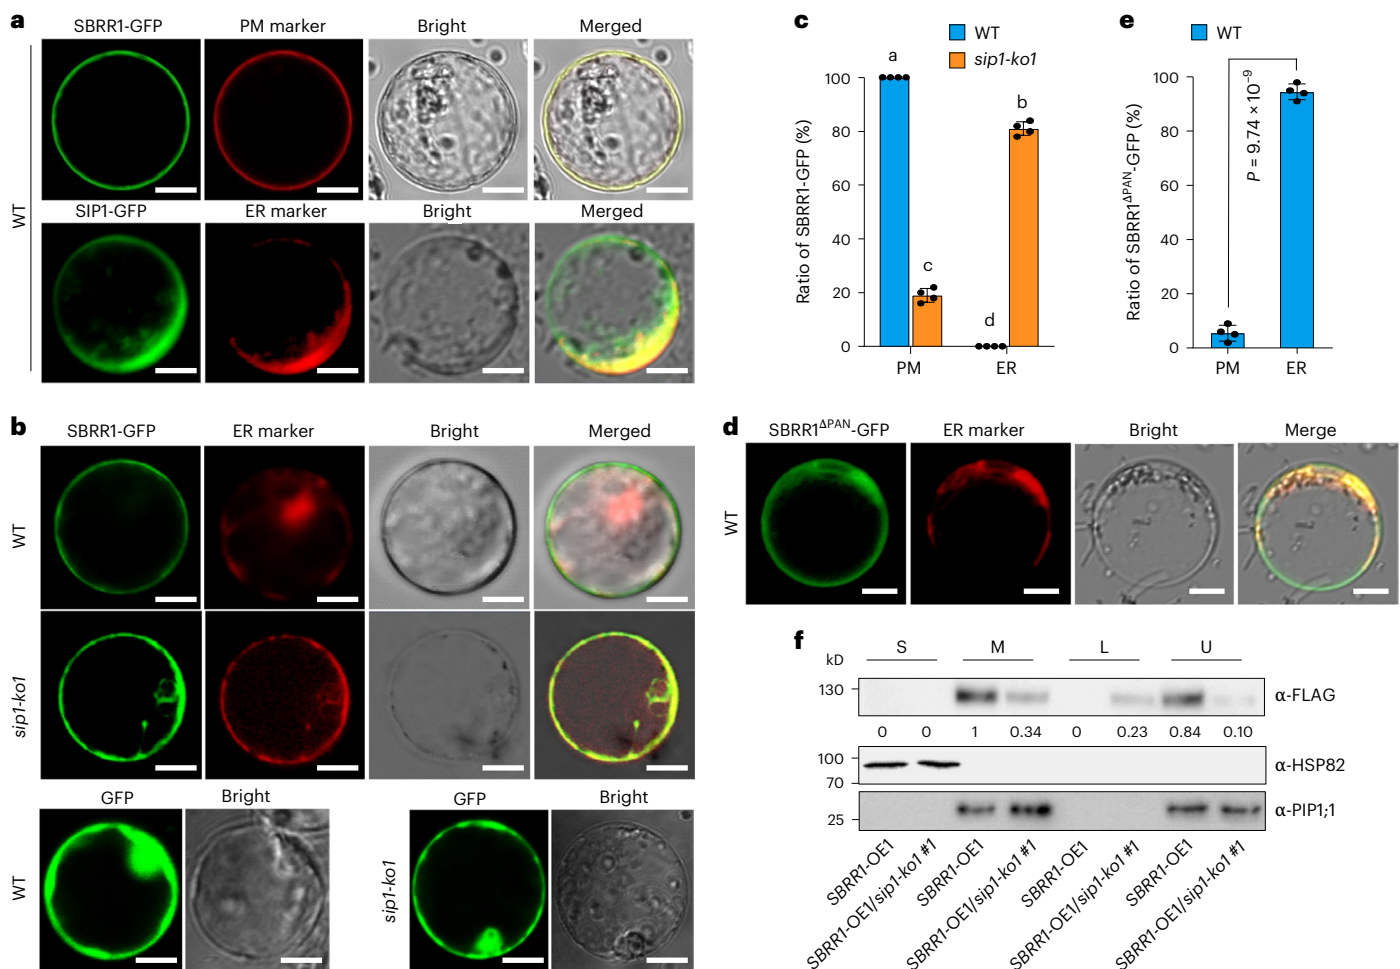 a
SBRR1-GFP PM marker Bright Merged
WT
SIP1-GFP ER marker Bright Merged
b
SBRR1-GFP ER marker Bright Merged
WT
sip1-ko1
GFP Bright GFP Bright
WT
sip1-ko1
c
WT
sip1-ko1
Ratio of SBRR1-GFP (%)
100
80
60
40
20
0
a
c
d
b
PM ER
e
WT
Ratio of SBRR1ΔPAN-GFP (%)
100
80
60
40
20
0
P = 9.74 × 10−9
PM ER
d
SBRR1ΔPAN-GFP ER marker Bright Merge
WT
f
kD S M L U
130 α-FLAG
0 0 1 0.34 0 0.23 0.84 0.10
100 α-HSP82
70
25 α-PIP1;1
SBRR1-OE1
SBRR1-OE1/sip1-ko1 #1
SBRR1-OE1
SBRR1-OE1/sip1-ko1 #1
SBRR1-OE1
SBRR1-OE1/sip1-ko1 #1
SBRR1-OE1
SBRR1-OE1/sip1-ko1 #1